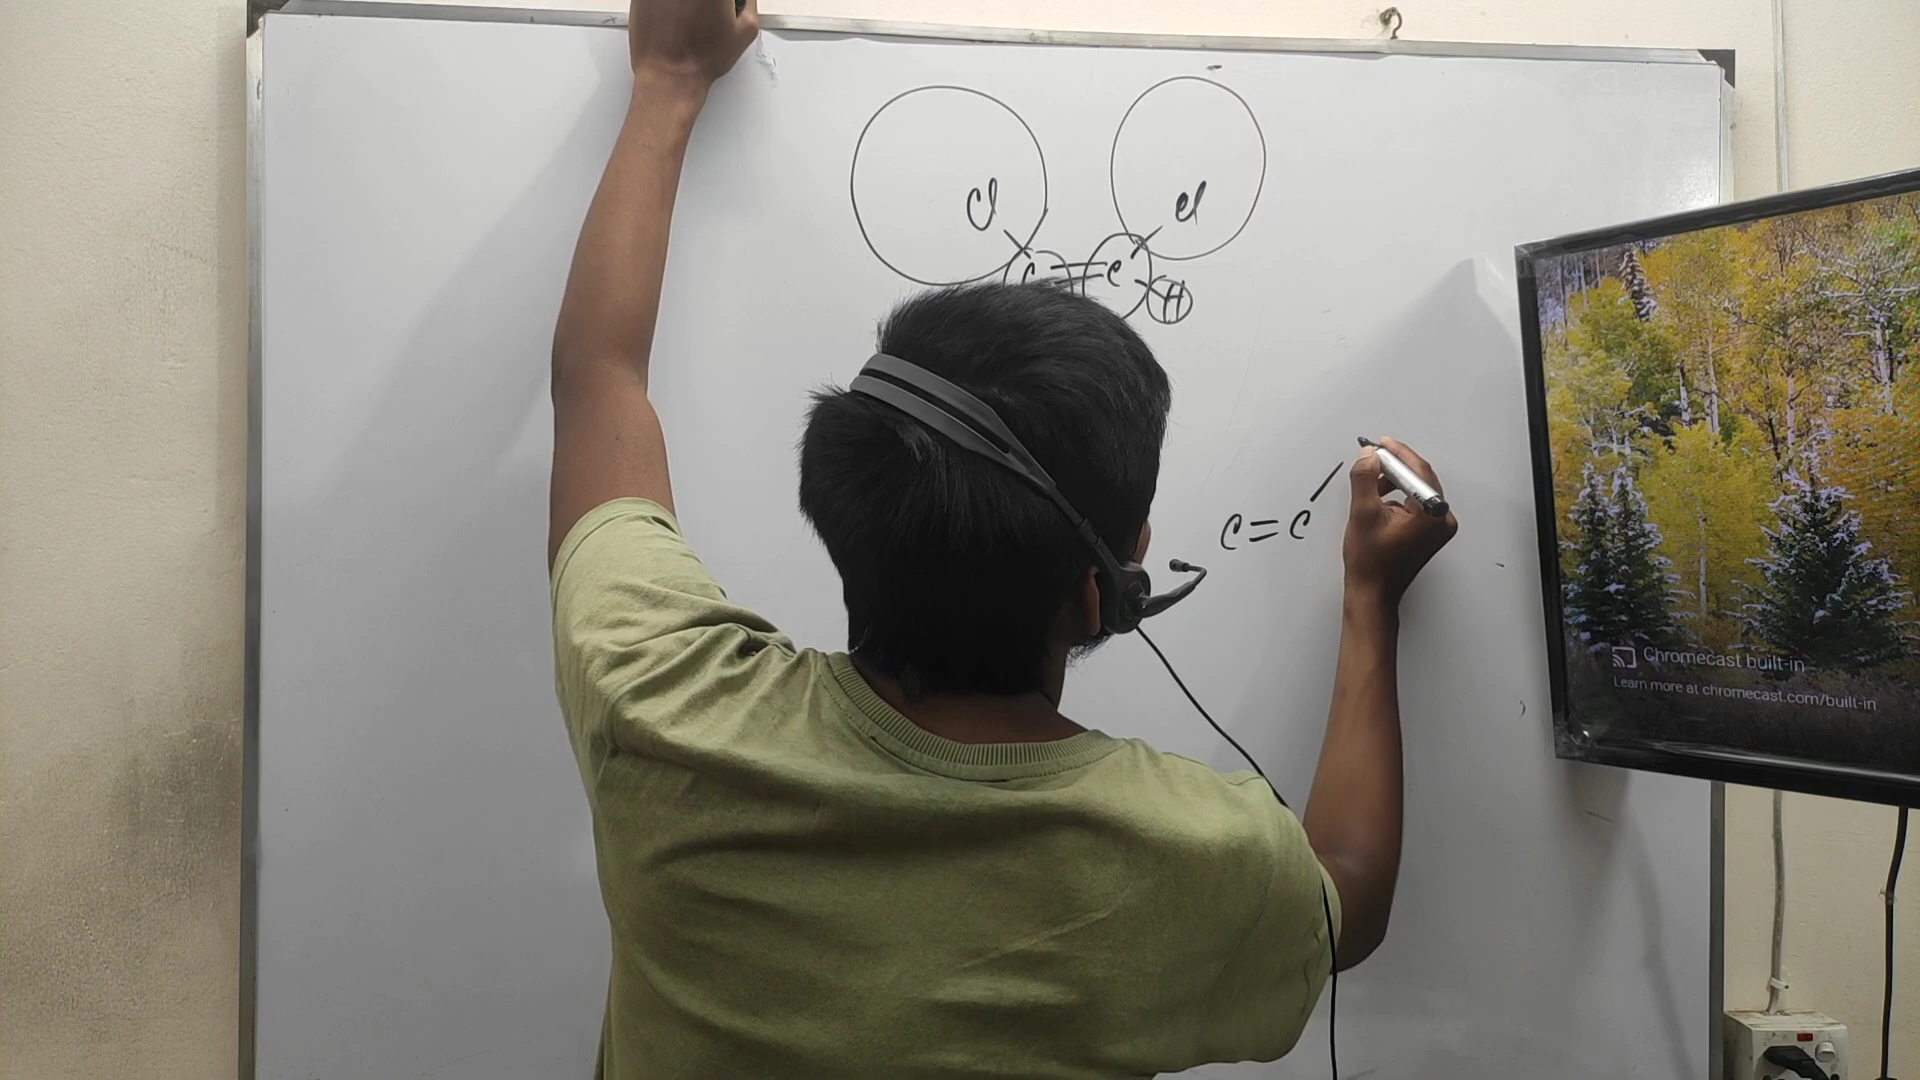 Cl Cl
C = C - H
C = C
Chromecast built-in
Learn more at chromecast.com/built-in